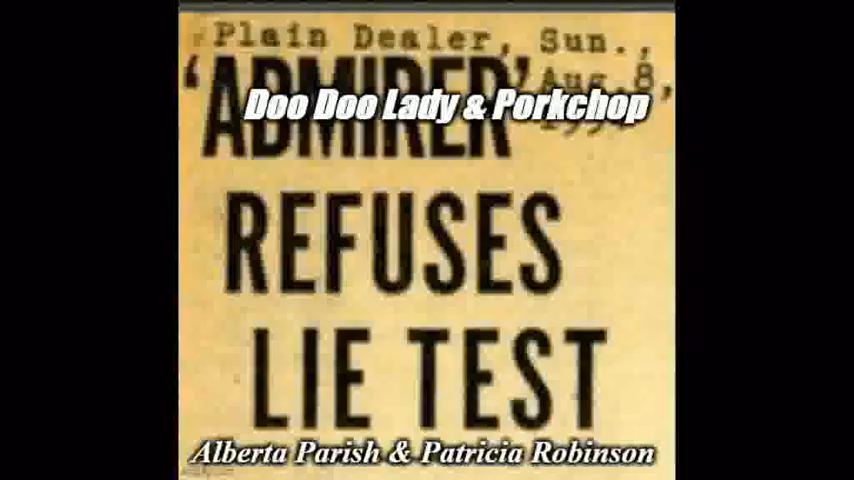 Plain Dealer, Sun.,
Aug.8,
'ADMIRER'
Doo Doo Lady & Porkchop
REFUSES
LIE TEST
Alberta Parish & Patricia Robinson